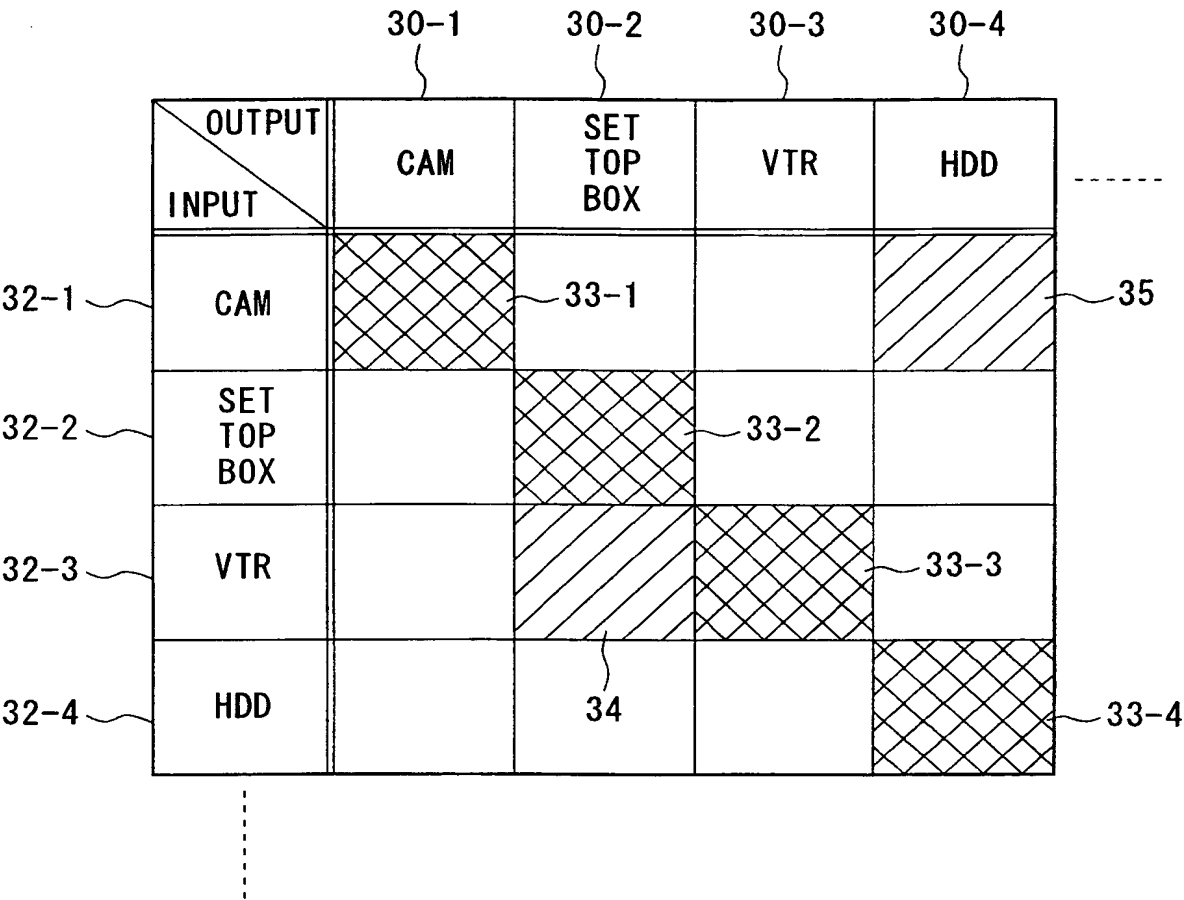 30-1 30-2 30-3 30-4
OUTPUT
INPUT
CAM
SET
TOP
BOX
VTR
HDD
32-1
CAM
33-1
35
32-2
SET
TOP
BOX
33-2
32-3
VTR
33-3
32-4
HDD
34
33-4